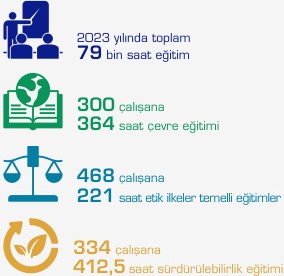 2023 yılında toplam
79 bin saat eğitim
300 çalışana
364 saat çevre eğitimi
468 çalışana
221 saat etik ilkeler temelli eğitimler
334 çalışana
412,5 saat sürdürülebilirlik eğitimi